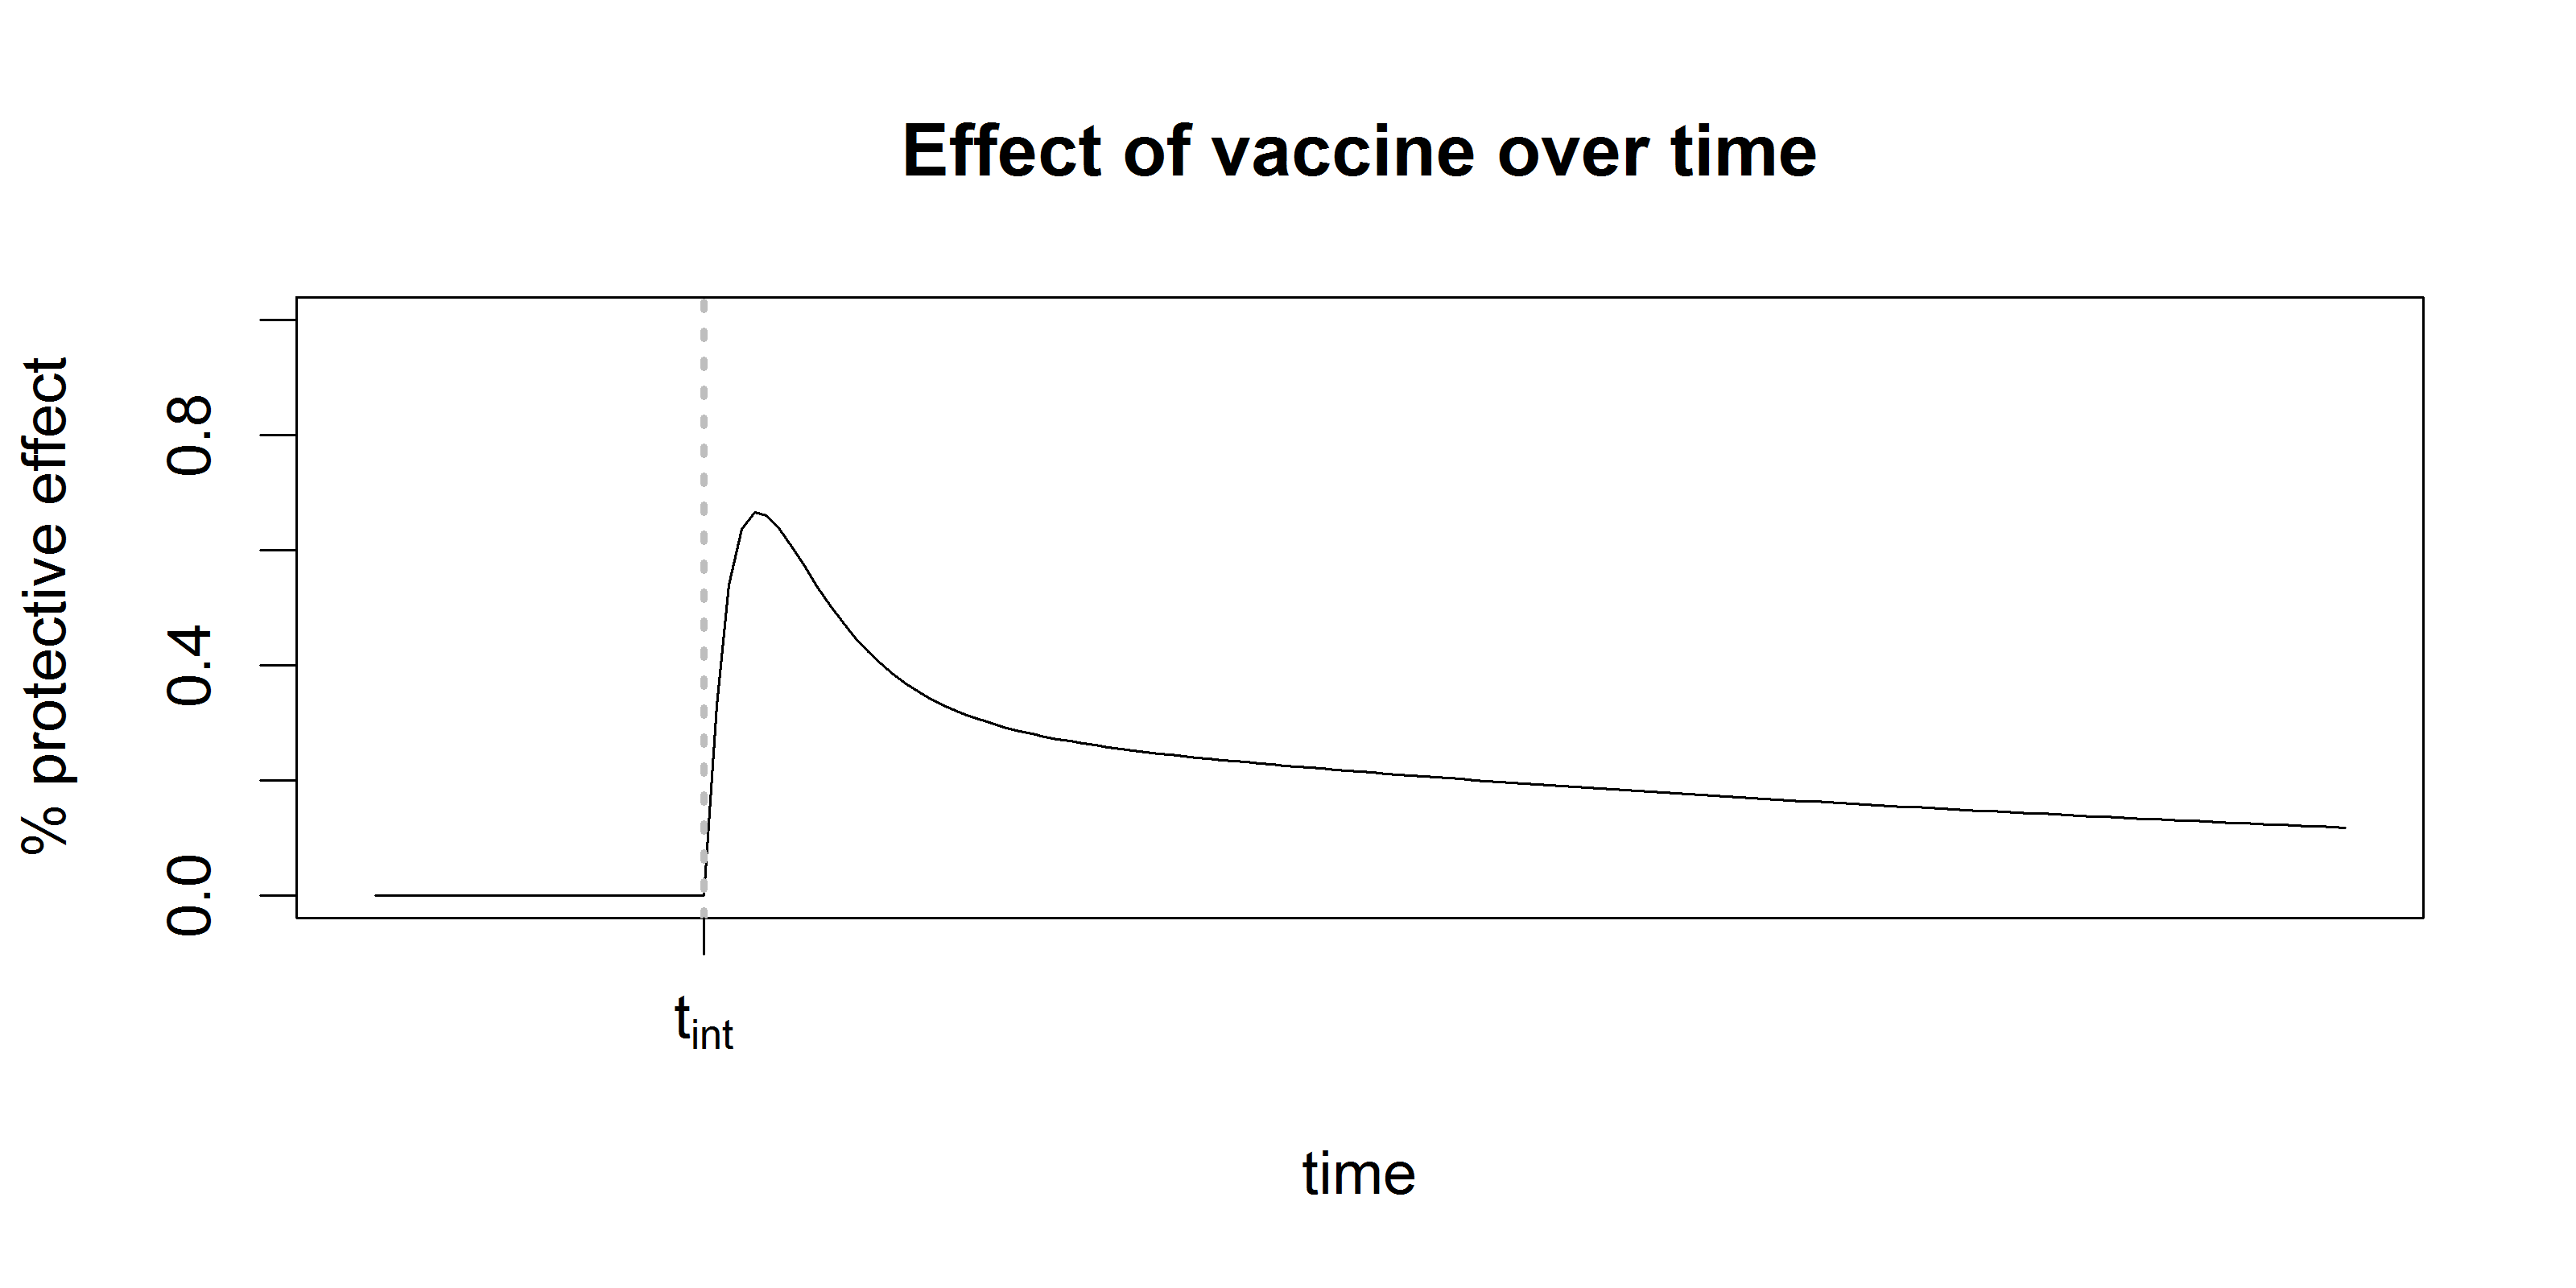 Effect of vaccine over time
% protective effect
0.8
0.4
0.0
t_int
time